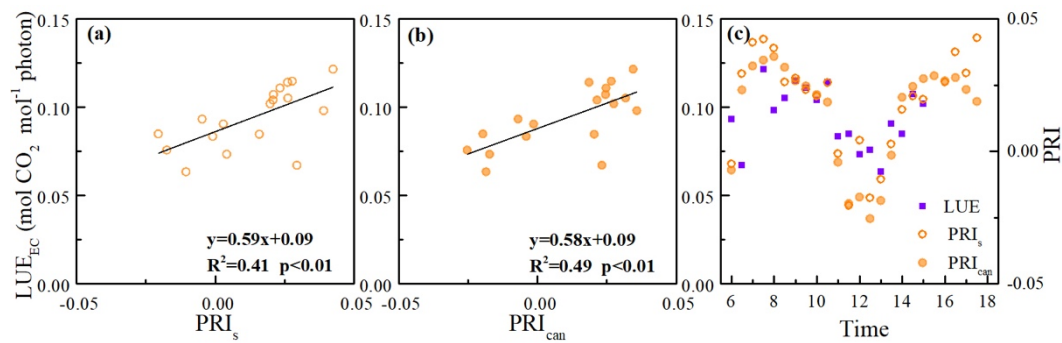 (a)
(b)
(c)
0.15
0.10
0.05
0.00
LUE_EC (mol CO₂ mol⁻¹ photon)
y=0.59x+0.09
R²=0.41 p<0.01
-0.05
0.00
0.05
PRI_s
0.15
0.10
0.05
0.00
y=0.58x+0.09
R²=0.49 p<0.01
-0.05
0.00
0.05
PRI_can
0.15
0.10
0.05
0.00
LUE
PRI_s
PRI_can
6 8 10 12 14 16 18
Time
0.05
0.00
-0.05
PRI